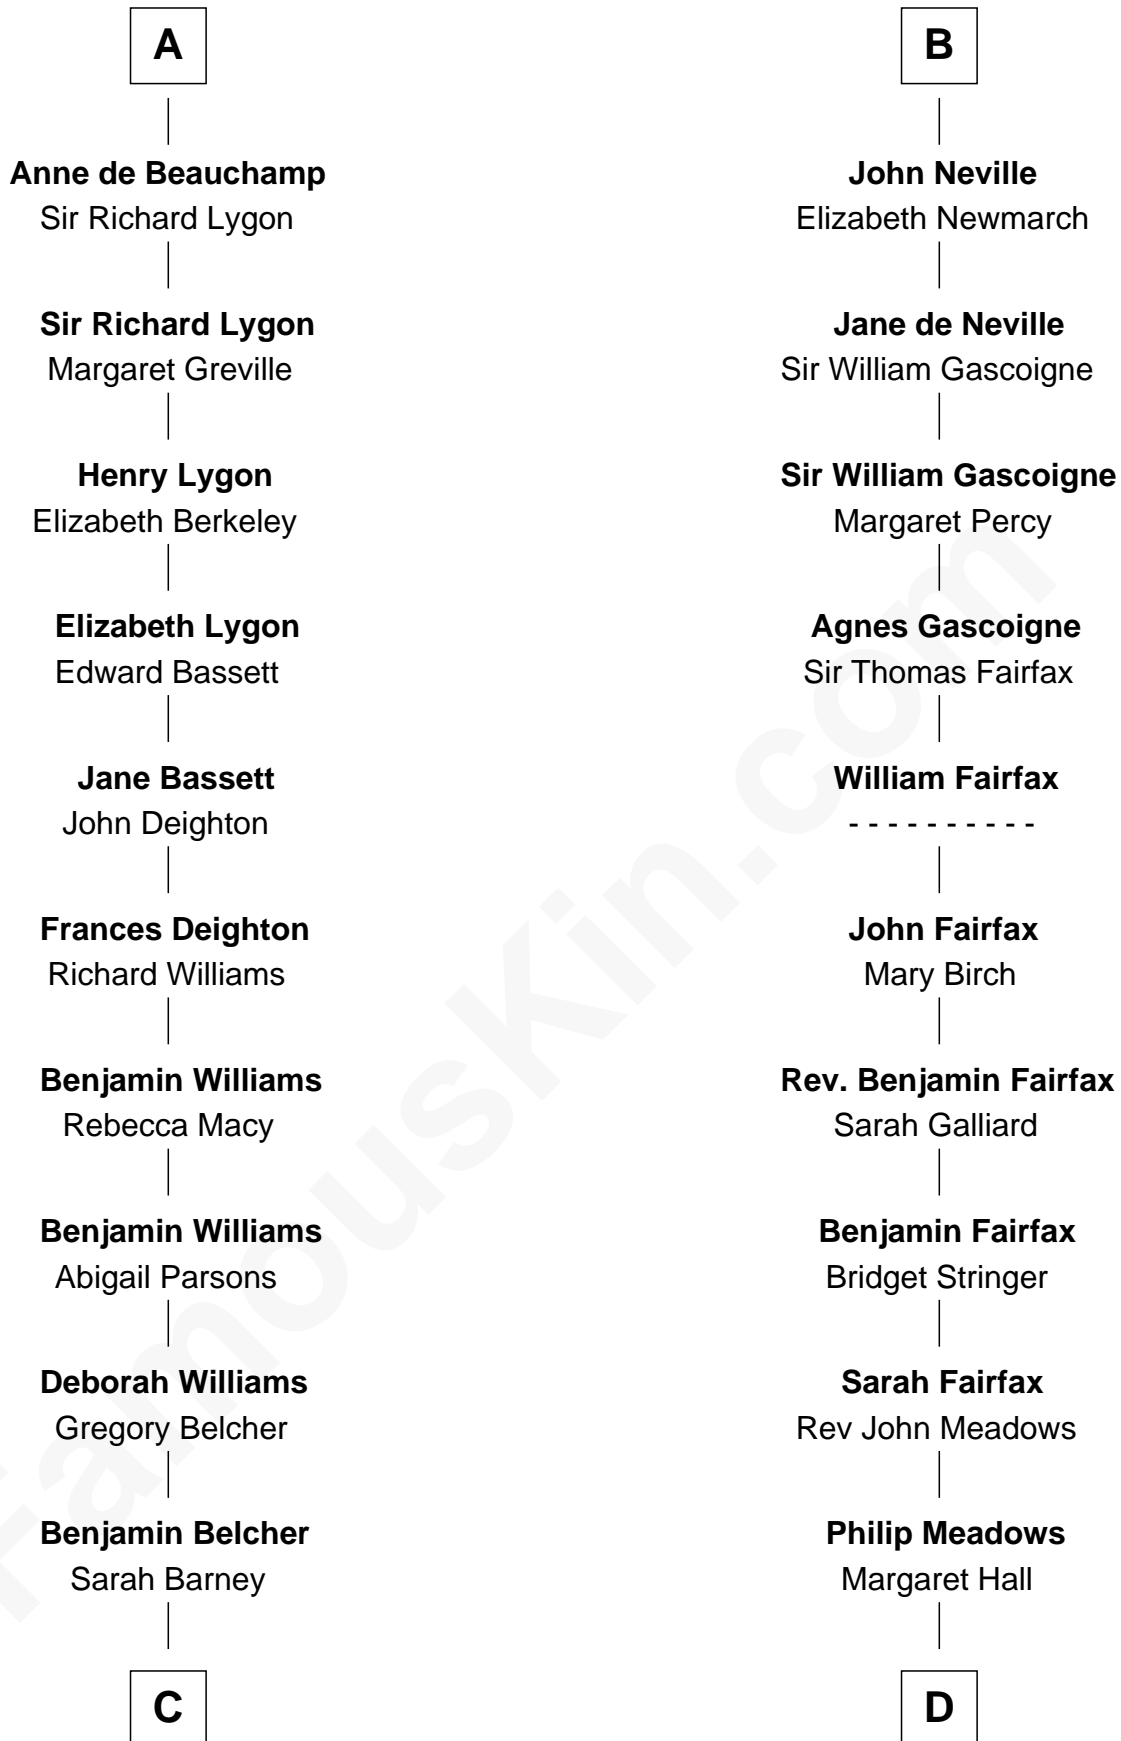 A
Anne de Beauchamp
Sir Richard Lygon
Sir Richard Lygon
Margaret Greville
Henry Lygon
Elizabeth Berkeley
Elizabeth Lygon
Edward Bassett
Jane Bassett
John Deighton
Frances Deighton
Richard Williams
Benjamin Williams
Rebecca Macy
Benjamin Williams
Abigail Parsons
Deborah Williams
Gregory Belcher
Benjamin Belcher
Sarah Barney
C
B
John Neville
Elizabeth Newmarch
Jane de Neville
Sir William Gascoigne
Sir William Gascoigne
Margaret Percy
Agnes Gascoigne
Sir Thomas Fairfax
William Fairfax
- - - - - - - - - -
John Fairfax
Mary Birch
Rev. Benjamin Fairfax
Sarah Galliard
Benjamin Fairfax
Bridget Stringer
Sarah Fairfax
Rev John Meadows
Philip Meadows
Margaret Hall
D
FamousKin.com